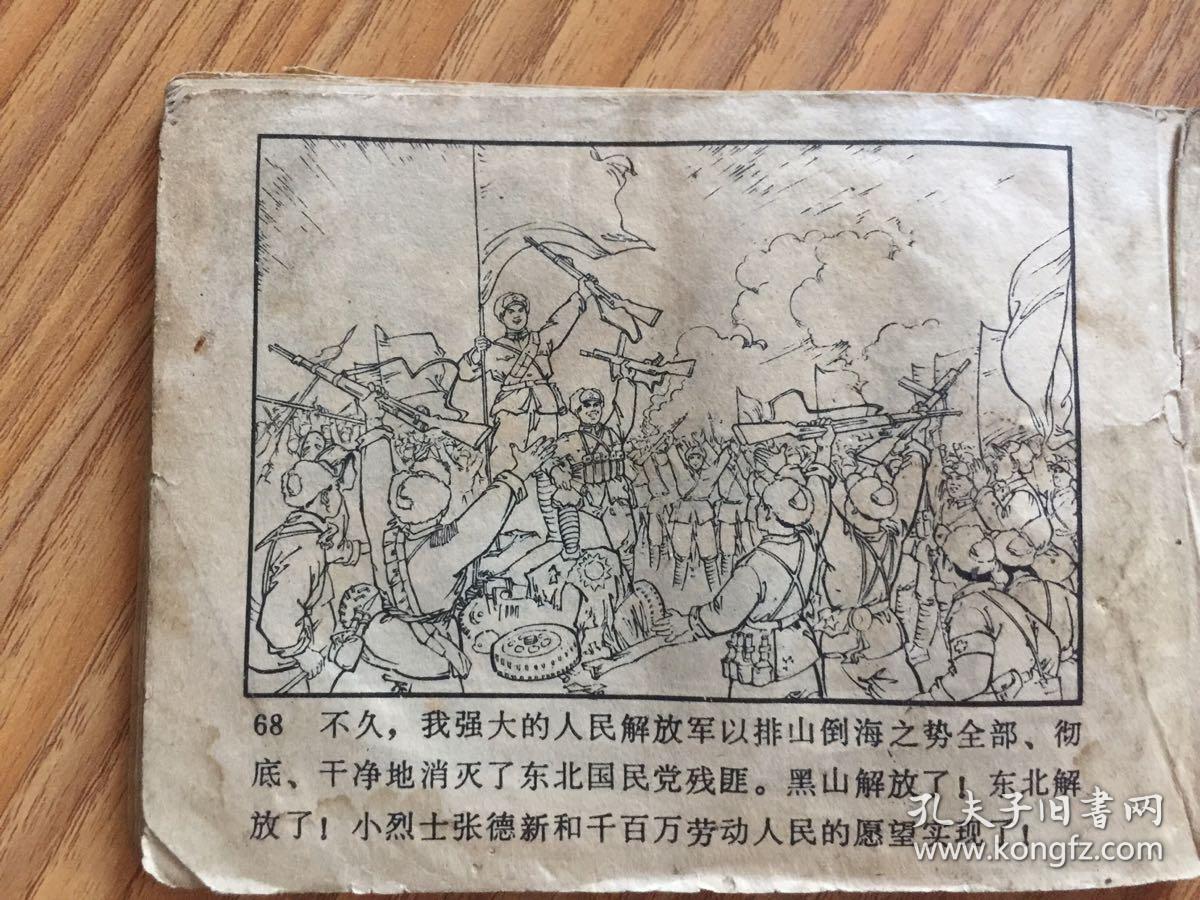 68 不久，我强大的人民解放军以排山倒海之势全部、彻
底、干净地消灭了东北国民党残匪。黑山解放了！东北解
放了！小烈士张德新和千百万劳动人民的愿望实现了！
孔夫子旧书网
www.kongfz.com